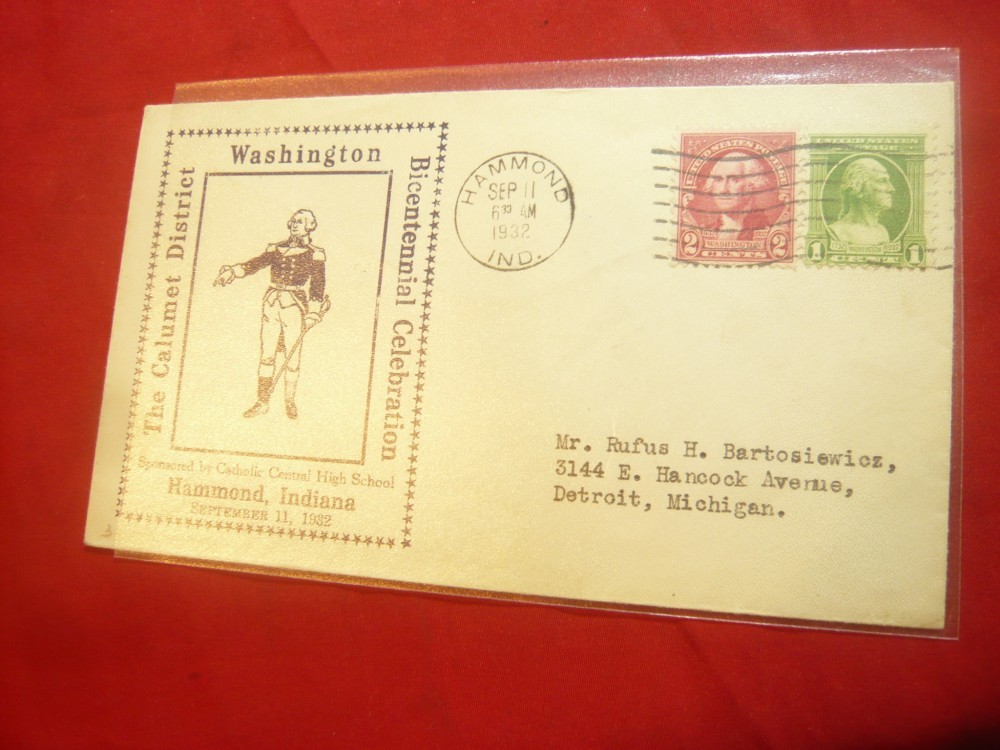 Washington
The Calumet District
Bicentennial Celebration
Sponsored by Catholic Central High School
Hammond, Indiana
SEPTEMBER 11, 1932
HAMMOND
SEP 11
AM
1932
IND.
UNITED STATES POSTAGE
2 WASHINGTON 2
CENTS
UNITED STATES
POSTAGE
1 1
Mr. Rufus H. Bartosiewicz,
3144 E. Hancock Avenue,
Detroit, Michigan.